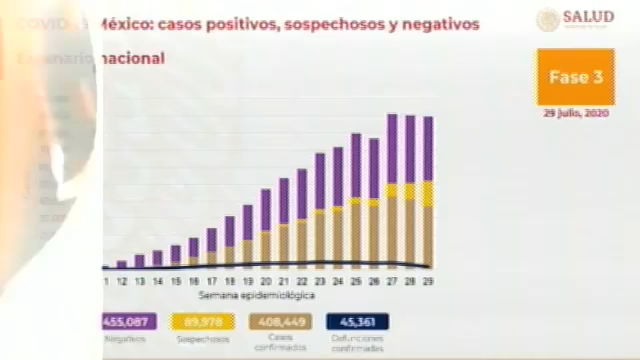 COVID México: casos positivos, sospechosos y negativos
SALUD
nacional
Fase 3
29 julio, 2020
12 13 14 15 16 17 18 19 20 21 22 23 24 25 26 27 28 29
Semana epidemiológica
455,087 89,978 408,449 45,361
Negativos Sospechosos Casos confirmados Defunciones confirmadas